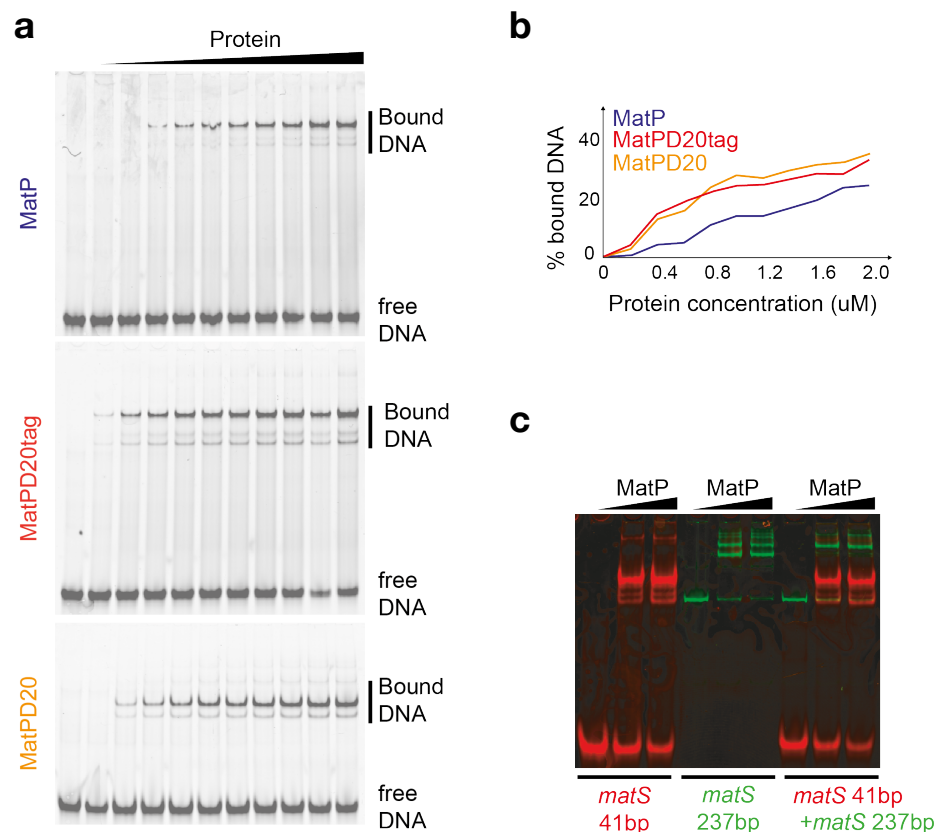 a
Protein
MatP
Bound
DNA
free
DNA
MatPD20tag
Bound
DNA
free
DNA
MatPD20
Bound
DNA
free
DNA
b
% bound DNA
40
20
0
MatP
MatPD20tag
MatPD20
0 0.4 0.8 1.2 1.6 2.0
Protein concentration (uM)
c
MatP MatP MatP
matS
41bp
matS
237bp
matS 41bp
+matS 237bp